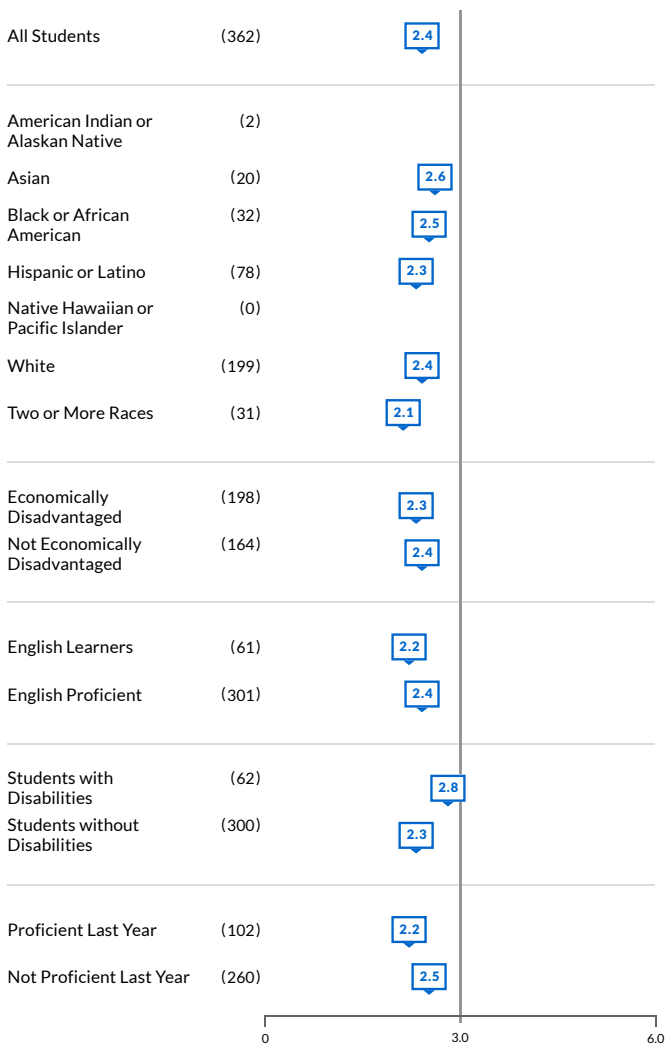 All Students (362) 2.4
American Indian or (2)
Alaskan Native
Asian (20) 2.6
Black or African (32) 2.5
American
Hispanic or Latino (78) 2.3
Native Hawaiian or (0)
Pacific Islander
White (199) 2.4
Two or More Races (31) 2.1
Economically (198) 2.3
Disadvantaged
Not Economically (164) 2.4
Disadvantaged
English Learners (61) 2.2
English Proficient (301) 2.4
Students with (62) 2.8
Disabilities
Students without (300) 2.3
Disabilities
Proficient Last Year (102) 2.2
Not Proficient Last Year (260) 2.5
0 3.0 6.0